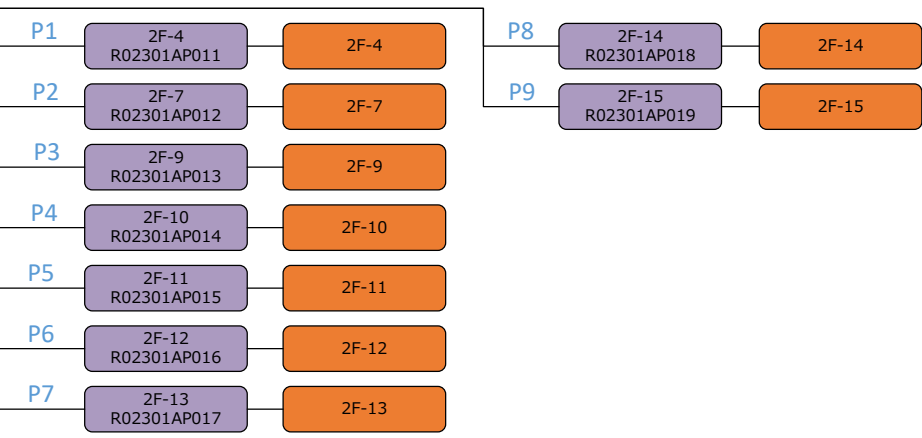 P1
2F-4
R02301AP011
2F-4
P2
2F-7
R02301AP012
2F-7
P3
2F-9
R02301AP013
2F-9
P4
2F-10
R02301AP014
2F-10
P5
2F-11
R02301AP015
2F-11
P6
2F-12
R02301AP016
2F-12
P7
2F-13
R02301AP017
2F-13
P8
2F-14
R02301AP018
2F-14
P9
2F-15
R02301AP019
2F-15